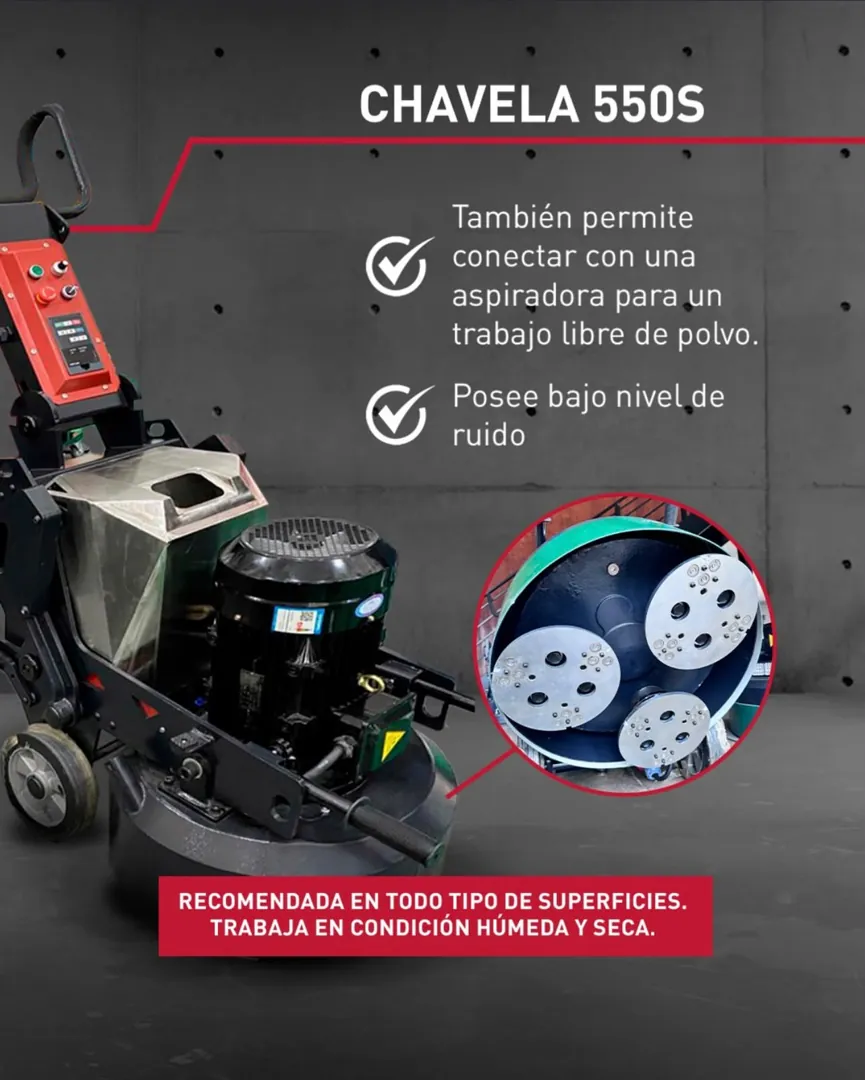 CHAVELA 550S
También permite
conectar con una
aspiradora para un
trabajo libre de polvo.
Posee bajo nivel de
ruido
RECOMENDADA EN TODO TIPO DE SUPERFICIES.
TRABAJA EN CONDICIÓN HÚMEDA Y SECA.